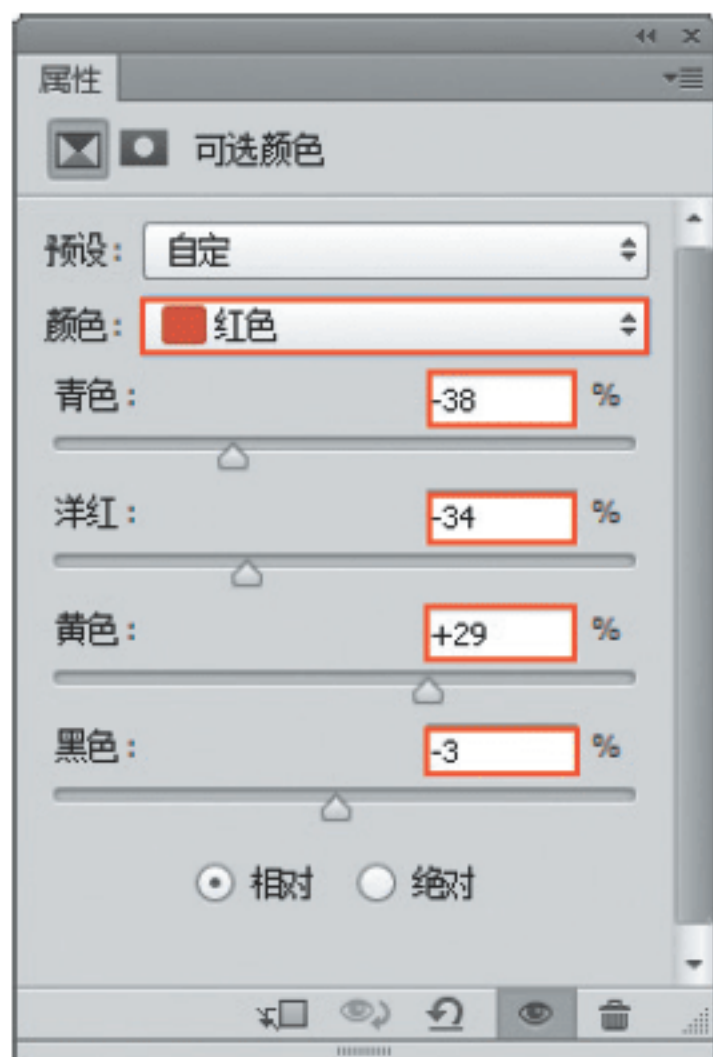 属性
可选颜色
预设： 自定
颜色： 红色
青色： -38 %
洋红： -34 %
黄色： +29 %
黑色： -3 %
相对 绝对